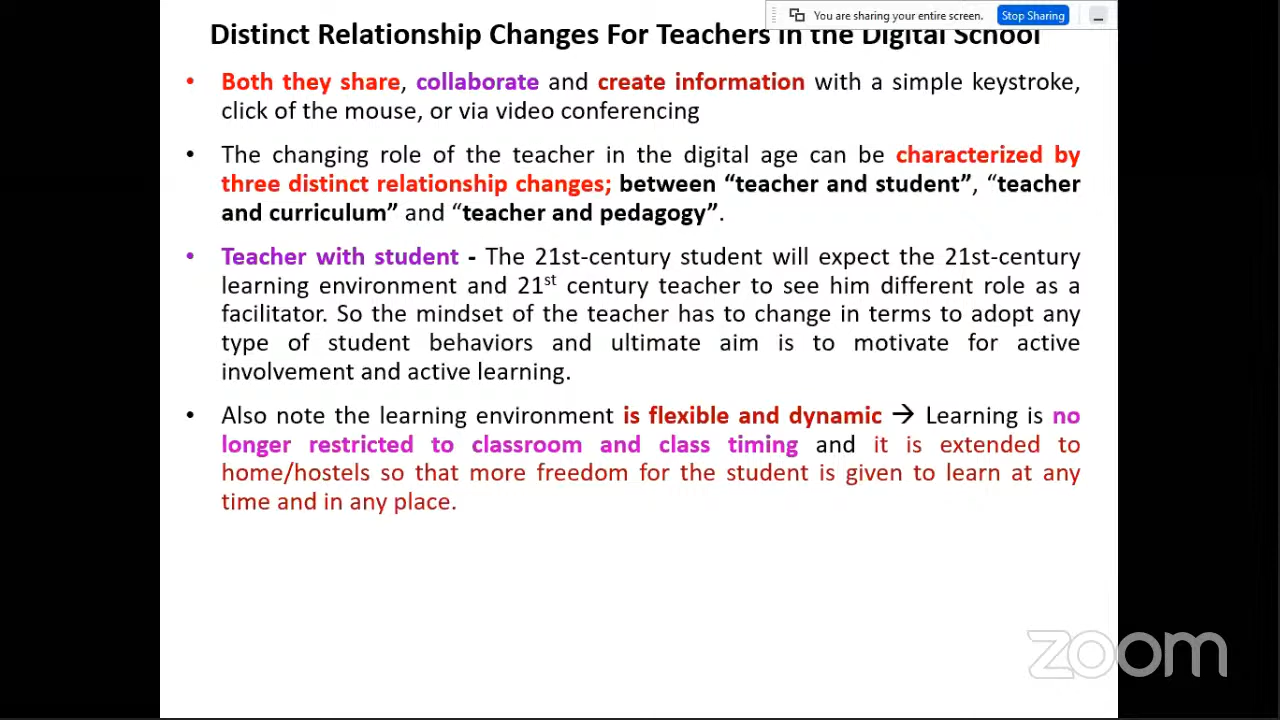 You are sharing your entire screen. Stop Sharing
Distinct Relationship Changes For Teachers In the Digital School
• Both they share, collaborate and create information with a simple keystroke,
click of the mouse, or via video conferencing
• The changing role of the teacher in the digital age can be characterized by
three distinct relationship changes; between “teacher and student”, “teacher
and curriculum” and “teacher and pedagogy”.
• Teacher with student - The 21st-century student will expect the 21st-century
learning environment and 21st century teacher to see him different role as a
facilitator. So the mindset of the teacher has to change in terms to adopt any
type of student behaviors and ultimate aim is to motivate for active
involvement and active learning.
• Also note the learning environment is flexible and dynamic → Learning is no
longer restricted to classroom and class timing and it is extended to
home/hostels so that more freedom for the student is given to learn at any
time and in any place.
zoom